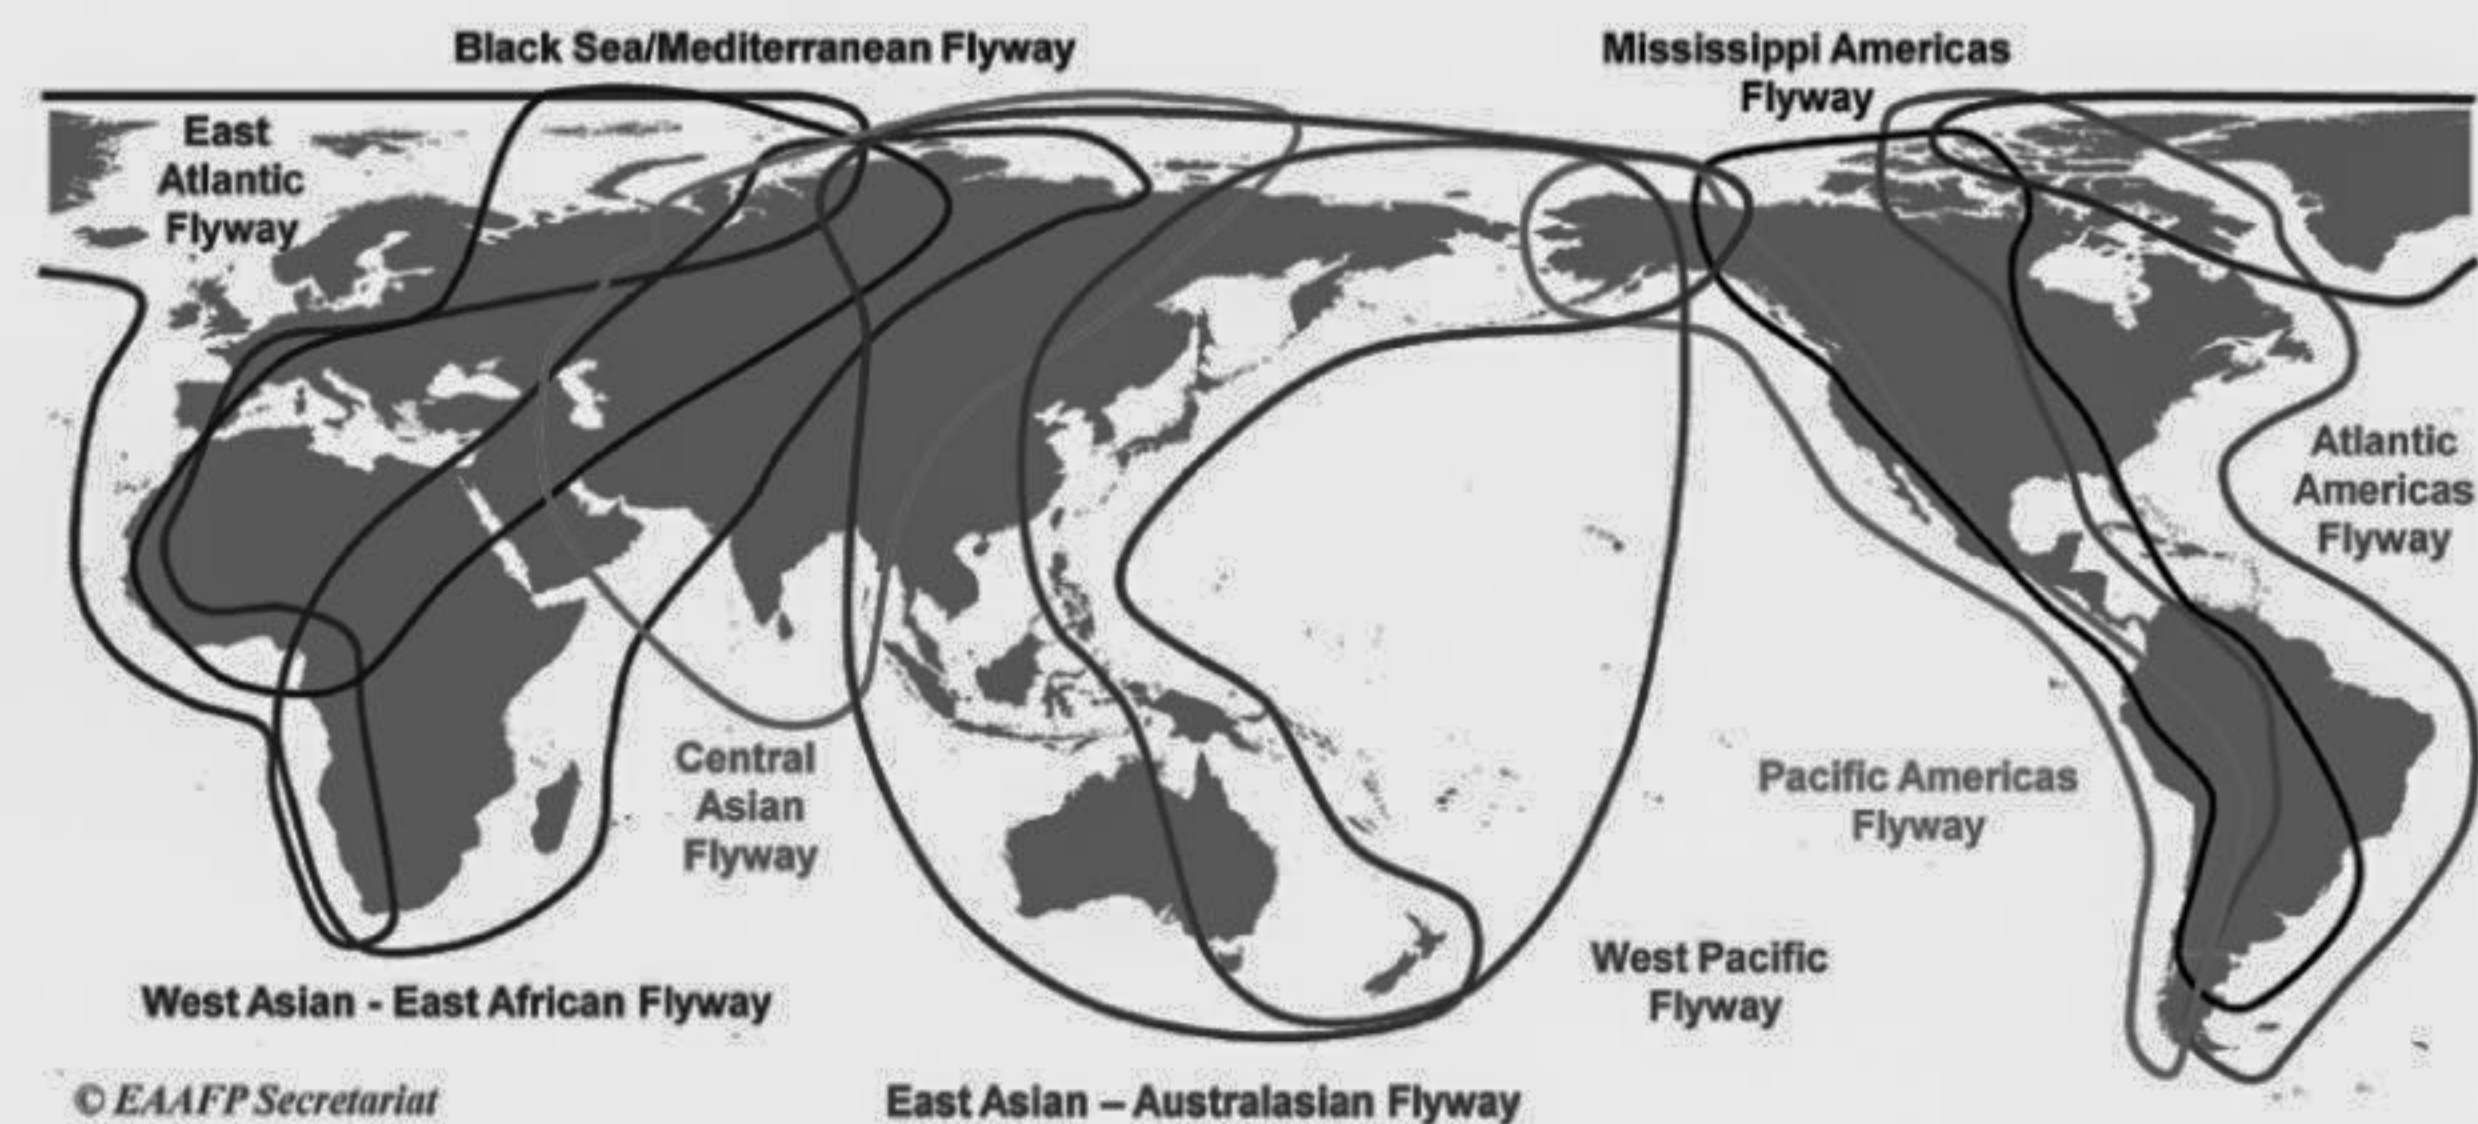 Black Sea/Mediterranean Flyway
Mississippi Americas
Flyway
East
Atlantic
Flyway
Atlantic
Americas
Flyway
Central
Asian
Flyway
Pacific Americas
Flyway
West Pacific
Flyway
West Asian - East African Flyway
East Asian – Australasian Flyway
© EAAFP Secretariat